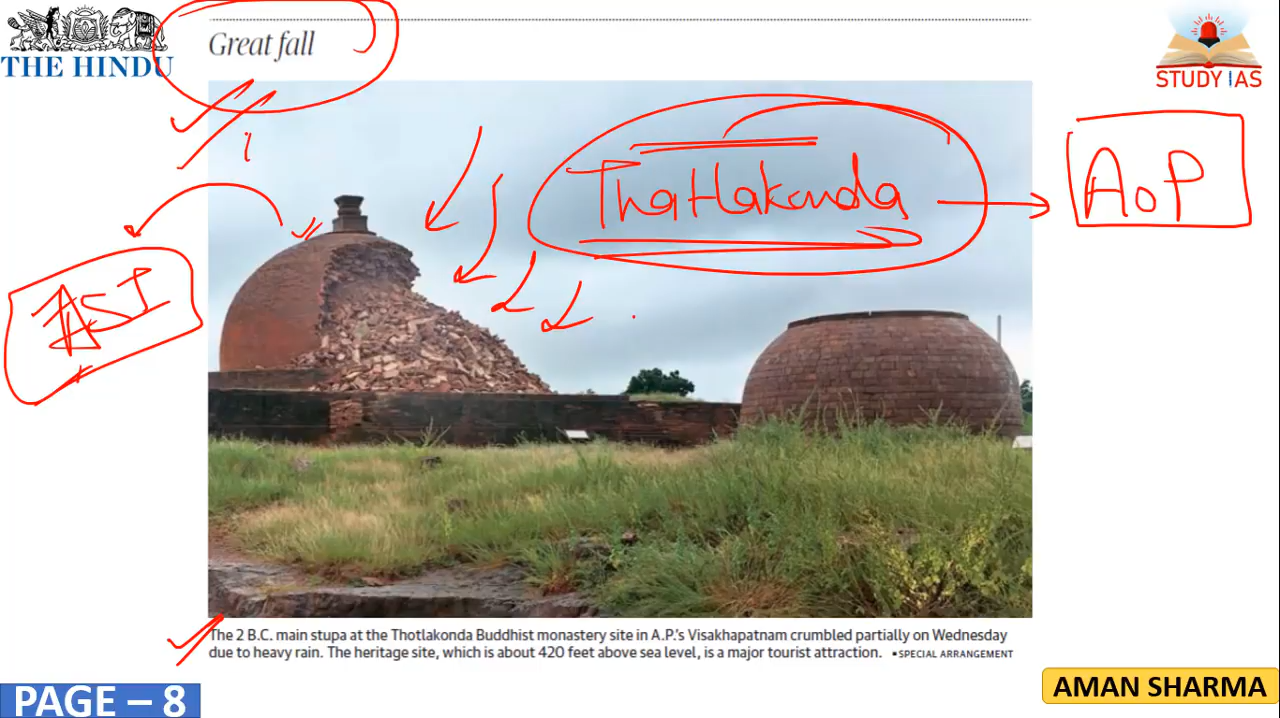 THE HINDU
Great fall
STUDY IAS
Thatlakonda
AoP
ASI
The 2 B.C. main stupa at the Thotlakonda Buddhist monastery site in A.P.'s Visakhapatnam crumbled partially on Wednesday
due to heavy rain. The heritage site, which is about 420 feet above sea level, is a major tourist attraction. •SPECIAL ARRANGEMENT
PAGE – 8
AMAN SHARMA